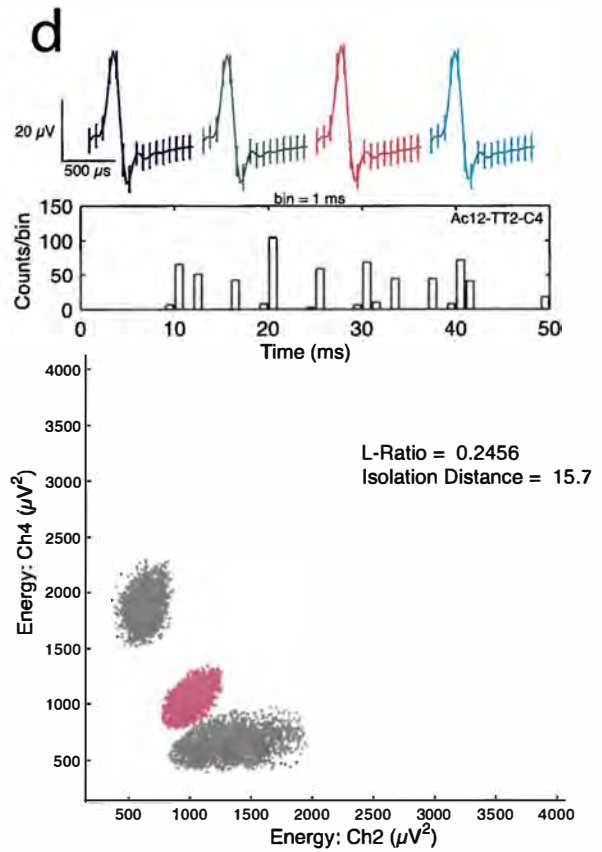 d
20 µV
500 µs
bin = 1 ms
Ac12-TT2-C4
Counts/bin
150
100
50
0
0 10 20 30 40 50
Time (ms)
Energy: Ch4 (µV²)
4000
3500
3000
2500
2000
1500
1000
500
L-Ratio = 0.2456
Isolation Distance = 15.7
500 1000 1500 2000 2500 3000 3500 4000
Energy: Ch2 (µV²)